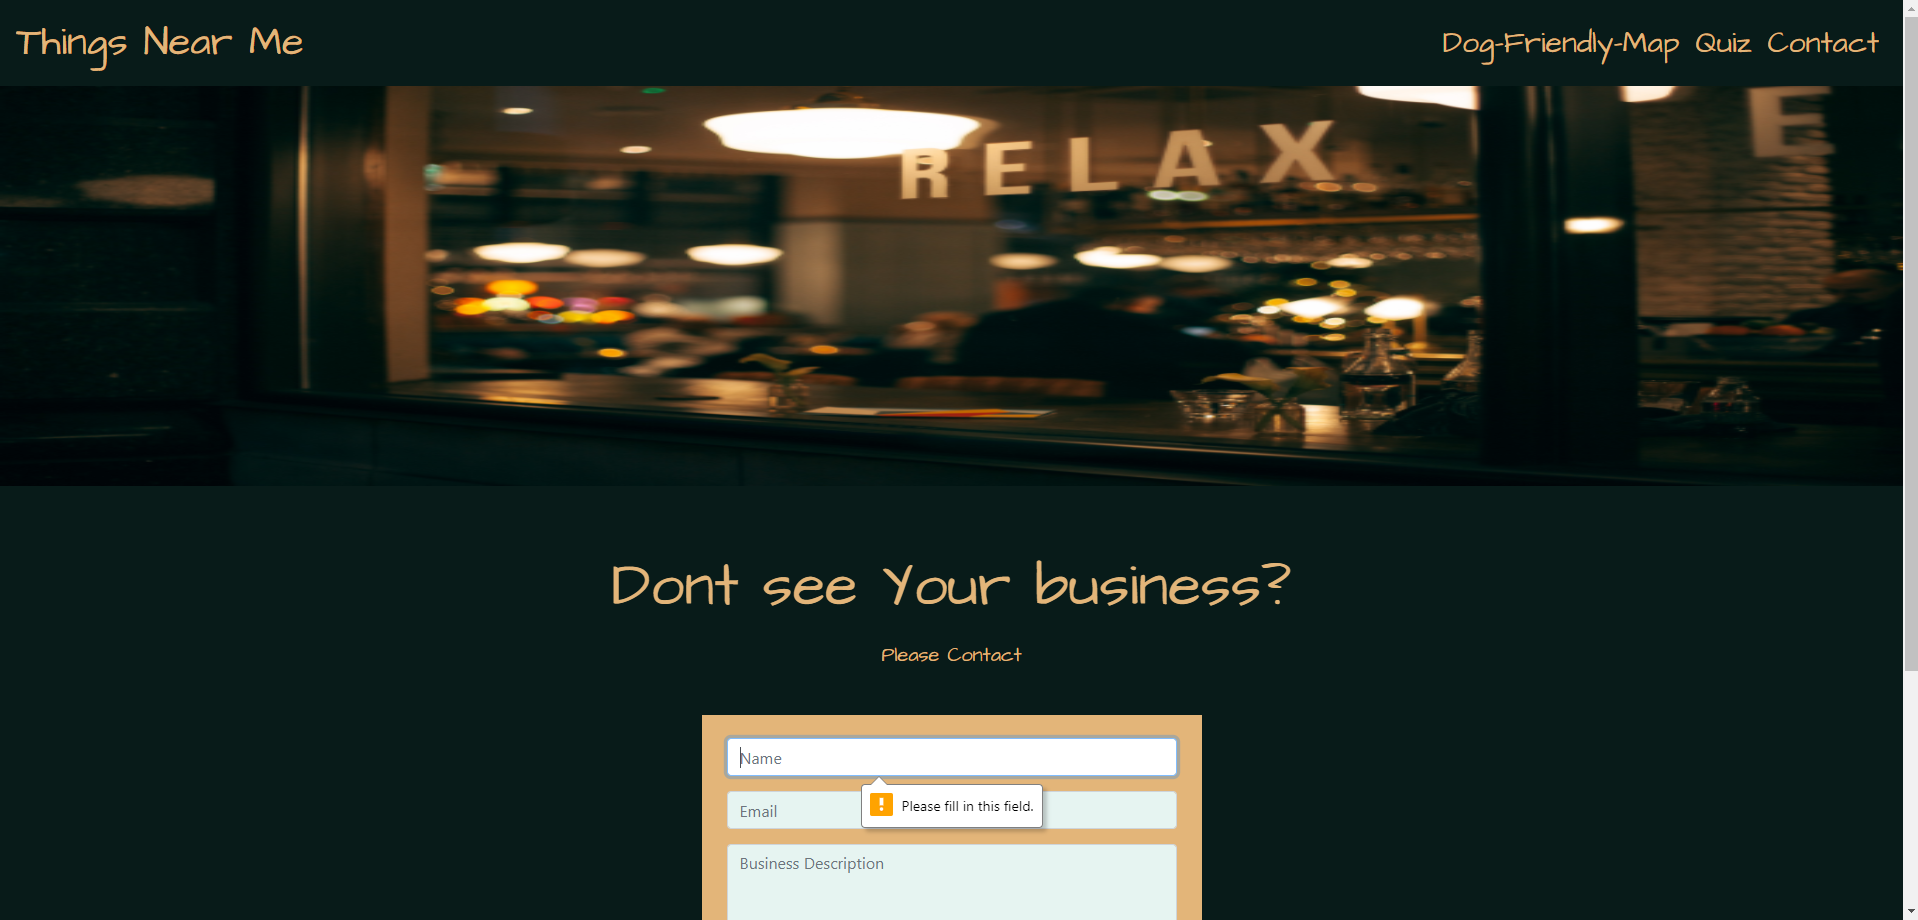 Things Near Me
Dog-Friendly-Map Quiz Contact
RELAX
E
Dont see Your business?
Please Contact
Name
Please fill in this field.
Email
Business Description